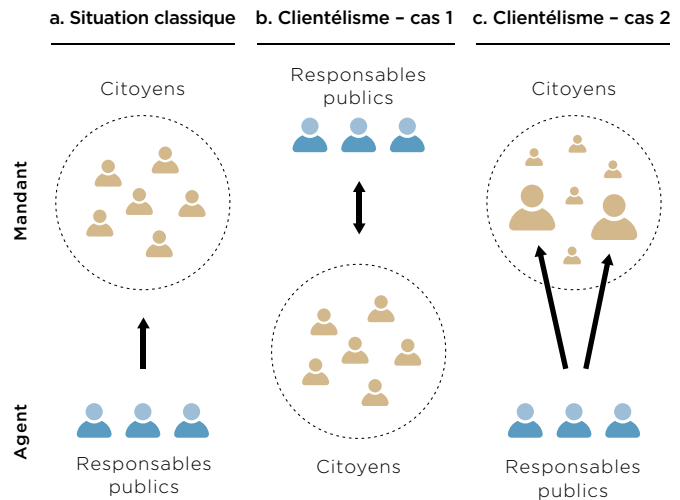 a. Situation classique
b. Clientélisme – cas 1
c. Clientélisme – cas 2
Mandant
Agent
Citoyens
Responsables
publics
Responsables
publics
Citoyens
Citoyens
Responsables
publics